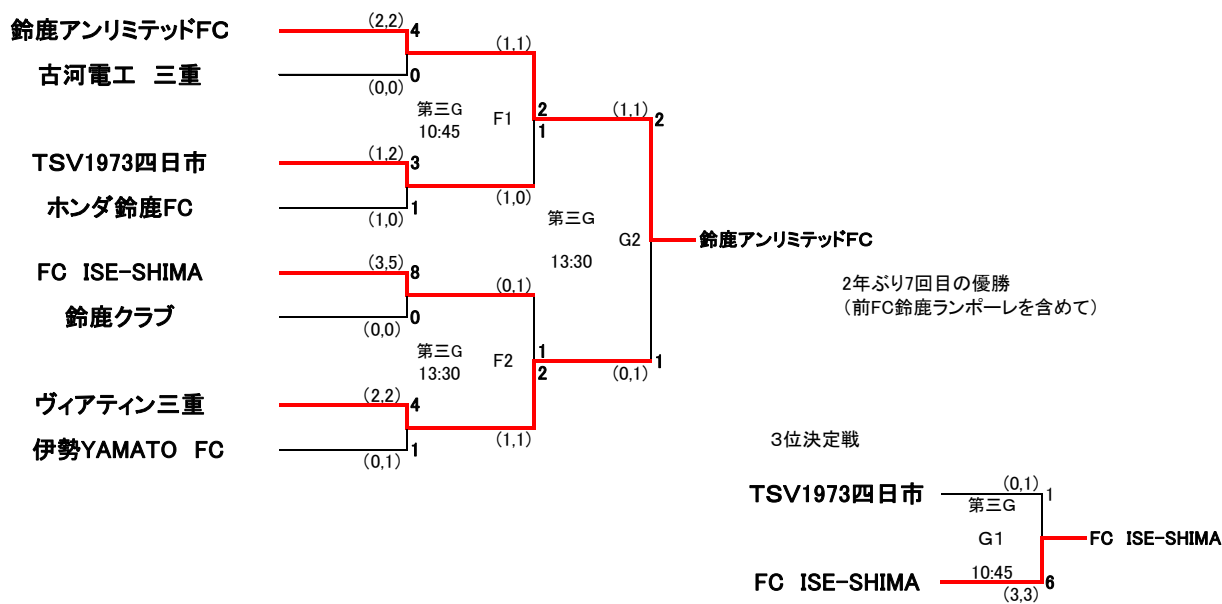 鈴鹿アンリミテッドFC
(2,2) 4
(1,1)
古河電工 三重
(0,0) 0
第三G
10:45
F1
2
1
(1,1) 2
TSV1973四日市
(1,2) 3
ホンダ鈴鹿FC
(1,0) 1
(1,0)
第三G
13:30
G2
鈴鹿アンリミテッドFC
2年ぶり7回目の優勝
(前FC鈴鹿ランポーレを含めて)
FC ISE-SHIMA
(3,5) 8
(0,1)
鈴鹿クラブ
(0,0) 0
第三G
13:30
F2
1
2
(0,1) 1
ヴィアティン三重
(2,2) 4
伊勢YAMATO FC
(0,1) 1
(1,1)
3位決定戦
TSV1973四日市
(0,1) 1
第三G
G1
10:45
FC ISE-SHIMA
FC ISE-SHIMA
(3,3) 6